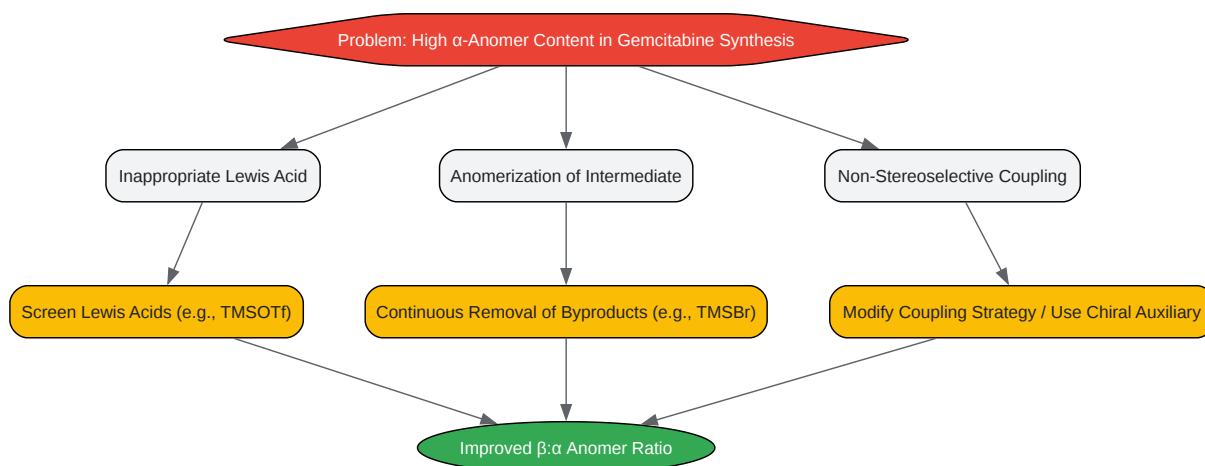 Problem: High α-Anomer Content in Gemcitabine Synthesis
Inappropriate Lewis Acid
Anomerization of Intermediate
Non-Stereoselective Coupling
Screen Lewis Acids (e.g., TMSOTf)
Continuous Removal of Byproducts (e.g., TMSBr)
Modify Coupling Strategy / Use Chiral Auxiliary
Improved β:α Anomer Ratio